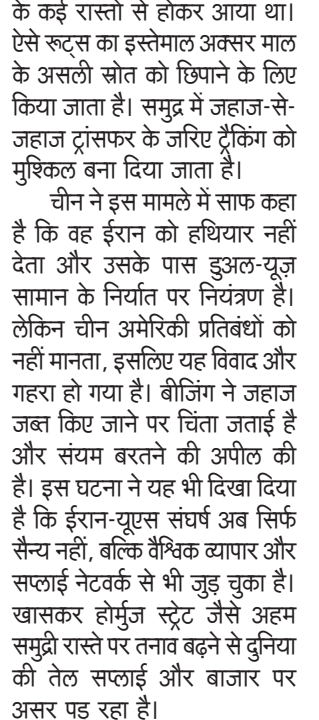 के कई रास्तों से होकर आया था।
ऐसे रूट्स का इस्तेमाल अक्सर माल
के असली स्रोत को छिपाने के लिए
किया जाता है। समुद्र में जहाज-से-
जहाज ट्रांसफर के जरिए ट्रैकिंग को
मुश्किल बना दिया जाता है।
चीन ने इस मामले में साफ कहा
है कि वह ईरान को हथियार नहीं
देता और उसके पास डुअल-यूज़
सामान के निर्यात पर नियंत्रण है।
लेकिन चीन अमेरिकी प्रतिबंधों को
नहीं मानता, इसलिए यह विवाद और
गहरा हो गया है। बीजिंग ने जहाज
जब्त किए जाने पर चिंता जताई है
और संयम बरतने की अपील की
है। इस घटना ने यह भी दिखा दिया
है कि ईरान-यूएस संघर्ष अब सिर्फ
सैन्य नहीं, बल्कि वैश्विक व्यापार और
सप्लाई नेटवर्क से भी जुड़ चुका है।
खासकर होर्मुज स्ट्रेट जैसे अहम
समुद्री रास्ते पर तनाव बढ़ने से दुनिया
की तेल सप्लाई और बाजार पर
असर पड़ रहा है।